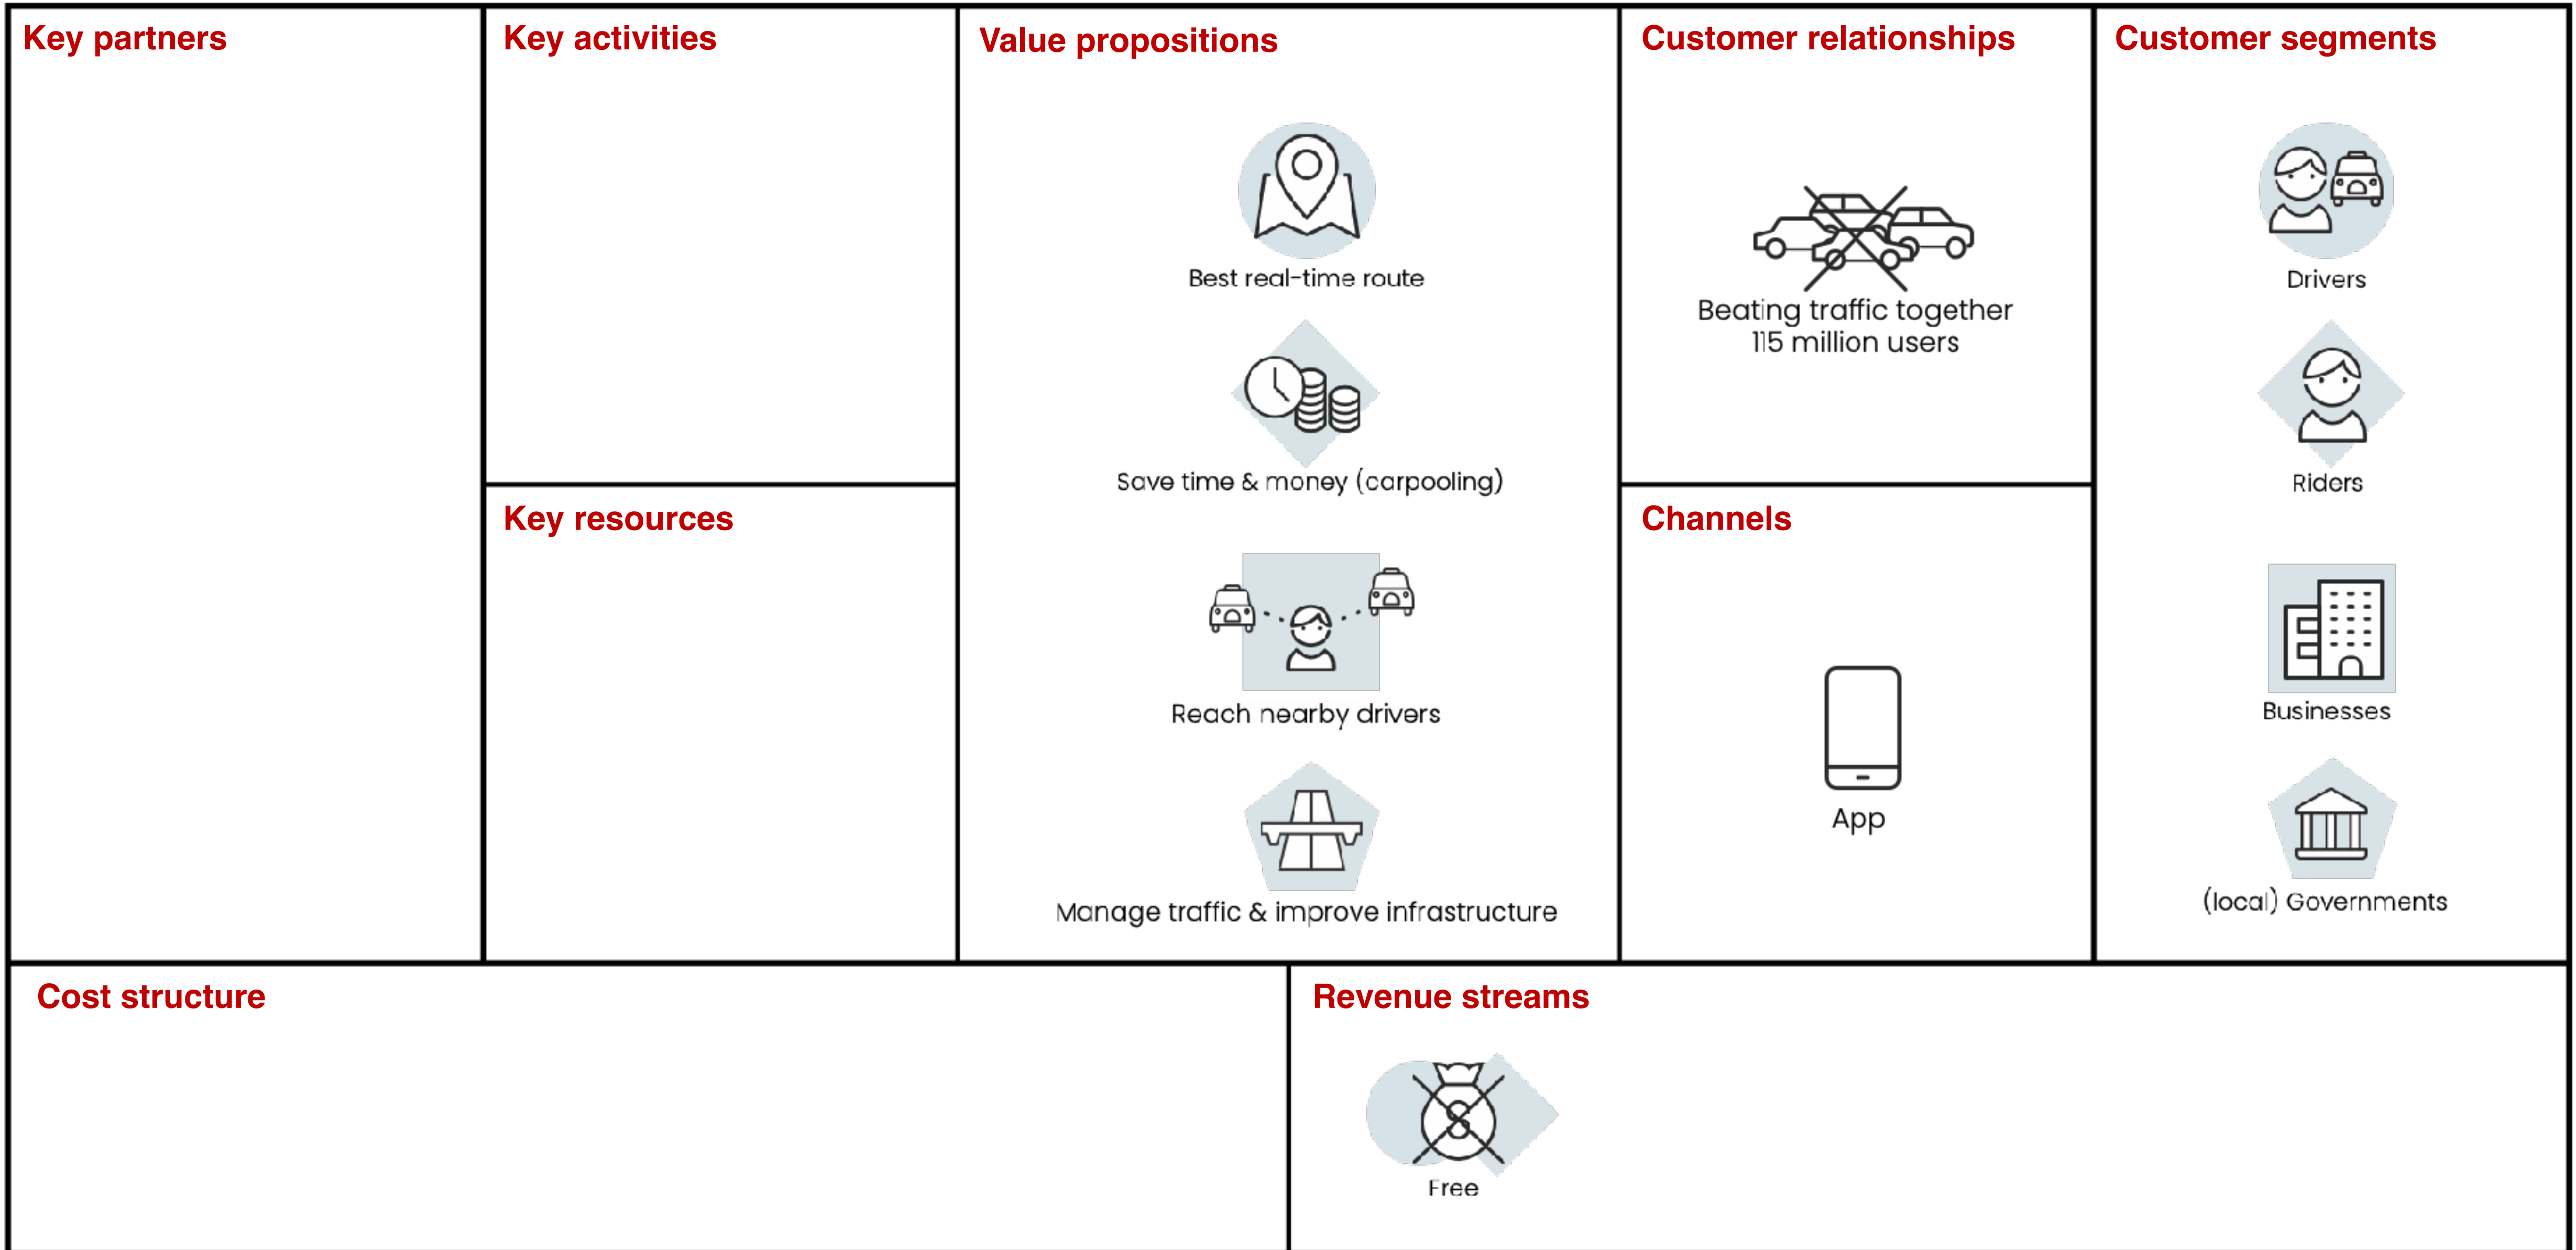 Key partners
Key activities
Key resources
Value propositions
Best real-time route
Save time & money (carpooling)
Reach nearby drivers
Manage traffic & improve infrastructure
Customer relationships
Beating traffic together
115 million users
Channels
App
Customer segments
Drivers
Riders
Businesses
(local) Governments
Cost structure
Revenue streams
Free